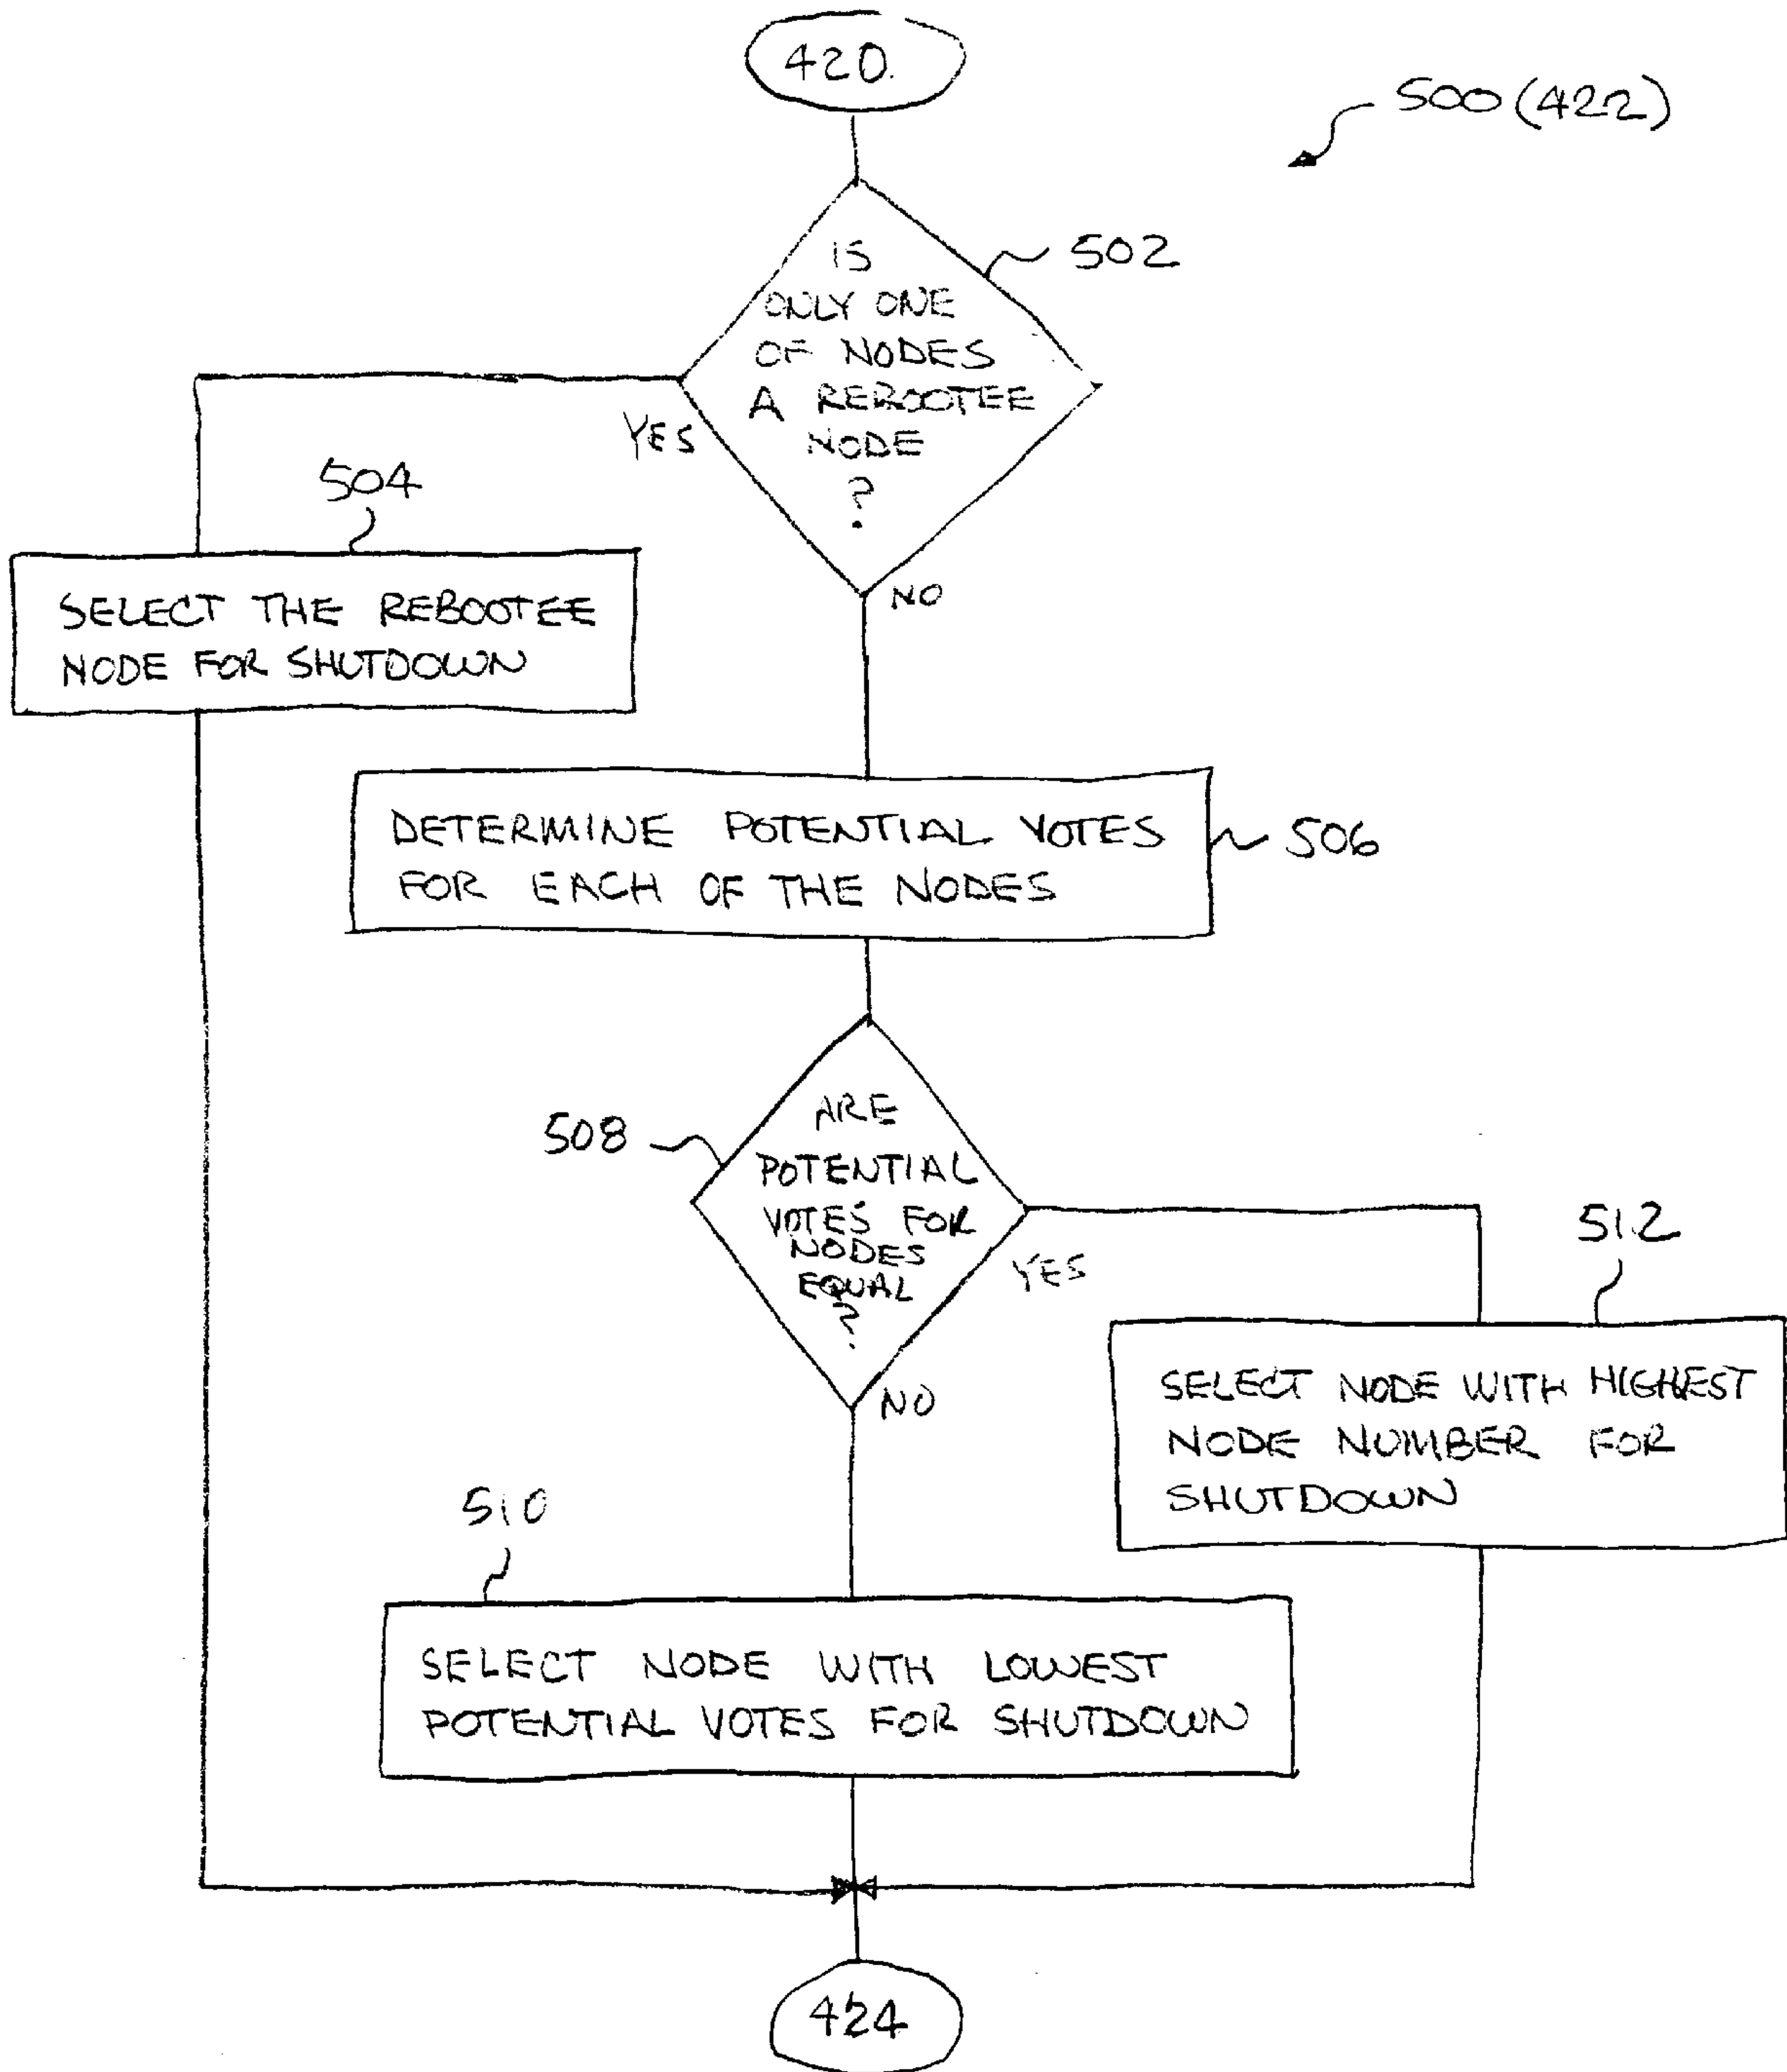 420.
500 (422)
502
IS
ONLY ONE
OF NODES
A REBOOTEE
NODE
?
YES
NO
504
SELECT THE REBOOTEE
NODE FOR SHUTDOWN
DETERMINE POTENTIAL VOTES
FOR EACH OF THE NODES
506
508
ARE
POTENTIAL
VOTES FOR
NODES
EQUAL
?
YES
NO
512
SELECT NODE WITH HIGHEST
NODE NUMBER FOR
SHUTDOWN
510
SELECT NODE WITH LOWEST
POTENTIAL VOTES FOR SHUTDOWN
424